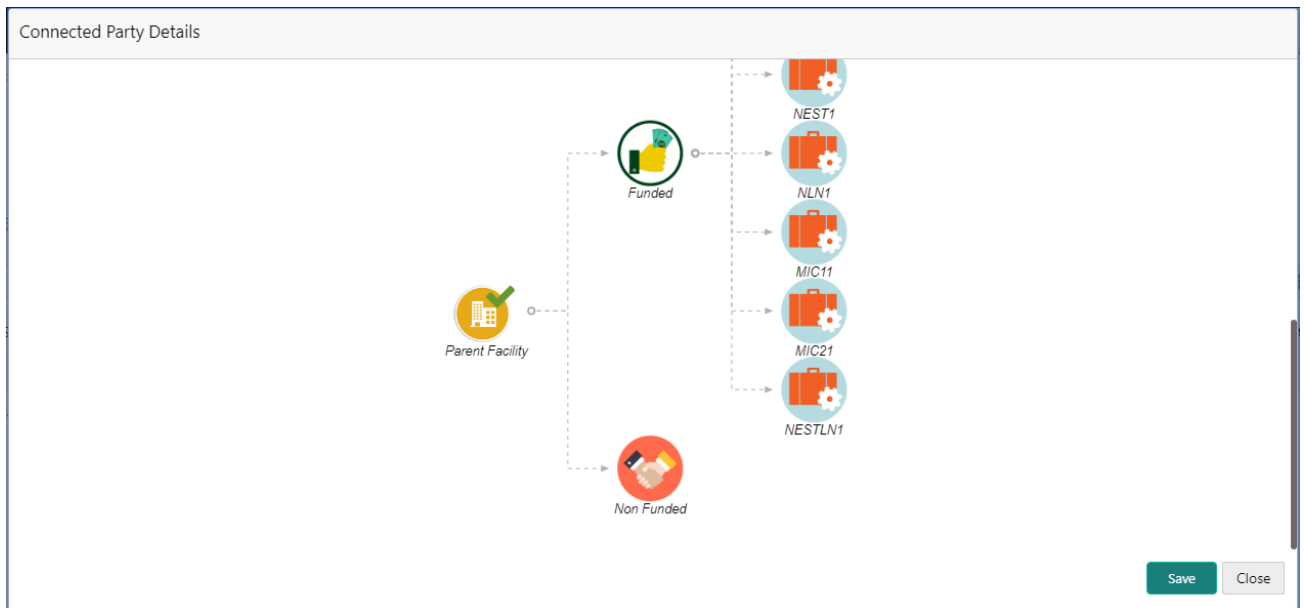 Connected Party Details
NEST1
Funded
NLN1
MIC11
Parent Facility
MIC21
NESTLN1
Non Funded
Save
Close